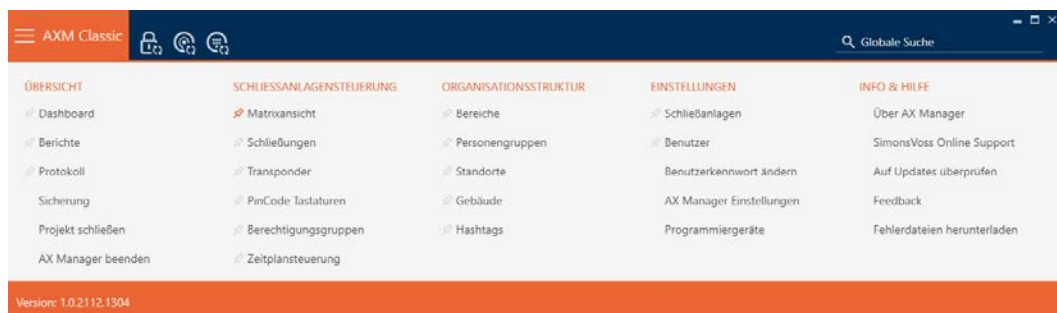 AXM Classic
Globale Suche
ÜBERSICHT
Dashboard
Berichte
Protokoll
Sicherung
Projekt schließen
AX Manager beenden
SCHLIESSANLAGENSTEUERUNG
Matrixansicht
Schließungen
Transponder
PinCode Tastaturen
Berechtigungsgruppen
Zeitplansteuerung
ORGANISATIONSSTRUKTUR
Bereiche
Personengruppen
Standorte
Gebäude
Hashtags
EINSTELLUNGEN
Schließanlagen
Benutzer
Benutzerkennwort ändern
AX Manager Einstellungen
Programmiergeräte
INFO & HILFE
Über AX Manager
SimonsVoss Online Support
Auf Updates überprüfen
Feedback
Fehlerdateien herunterladen
Version: 1.0.2112.1304